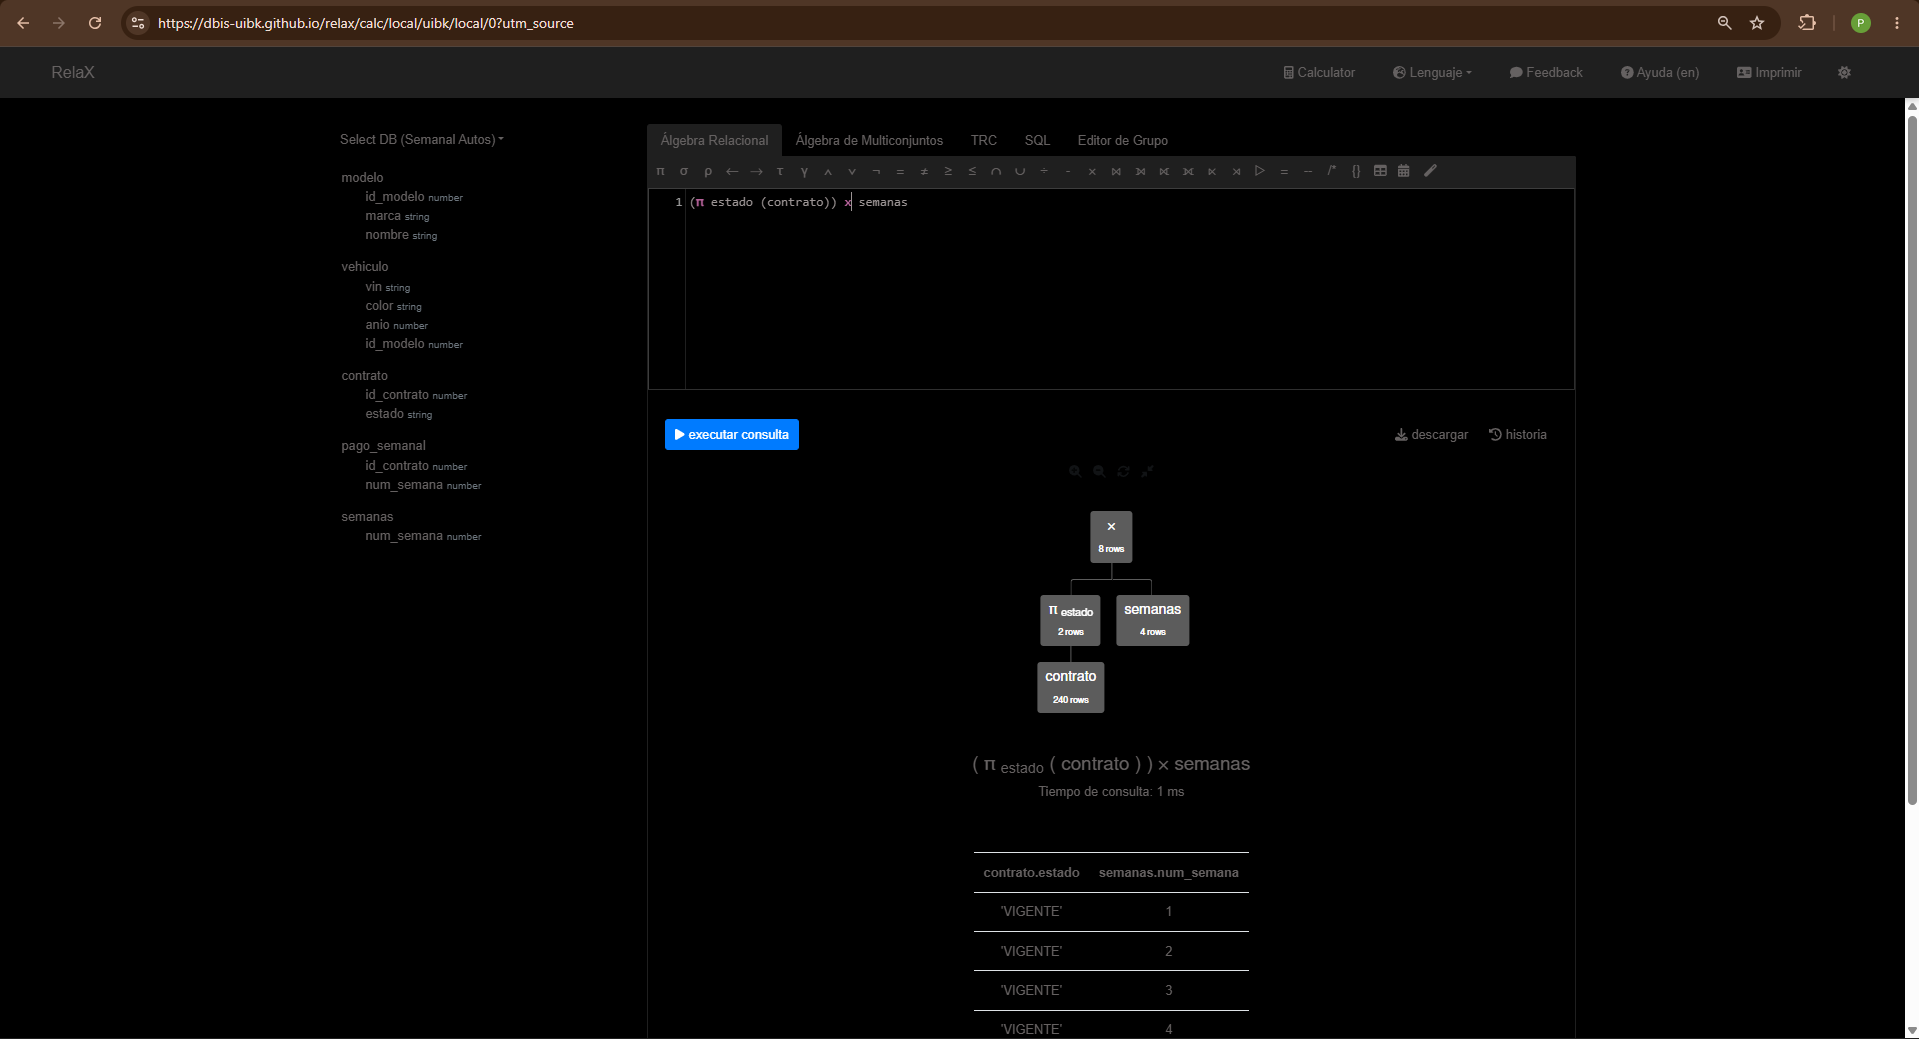 https://dbis-uibk.github.io/relax/calc/local/uibk/local/0?utm_source
P
RelaX
Calculator
Lenguaje
Feedback
Ayuda (en)
Imprimir
Select DB (Semanal Autos)
modelo
id_modelo number
marca string
nombre string
vehiculo
vin string
color string
anio number
id_modelo number
contrato
id_contrato number
estado string
pago_semanal
id_contrato number
num_semana number
semanas
num_semana number
Álgebra Relacional
Álgebra de Multiconjuntos
TRC
SQL
Editor de Grupo
π σ ρ ← → τ γ ∧ ∨ ¬ = ≠ ≥ ≤ ∩ ∪ ÷ - × ⨝ ⟕ ⟖ ⟗ ⋉ ⋊ ▷ = -- /* {}
1 (π estado (contrato)) x semanas
executar consulta
descargar
historia
×
8 rows
π estado
2 rows
semanas
4 rows
contrato
240 rows
( π estado ( contrato ) ) × semanas
Tiempo de consulta: 1 ms
contrato.estado semanas.num_semana
'VIGENTE' 1
'VIGENTE' 2
'VIGENTE' 3
'VIGENTE' 4